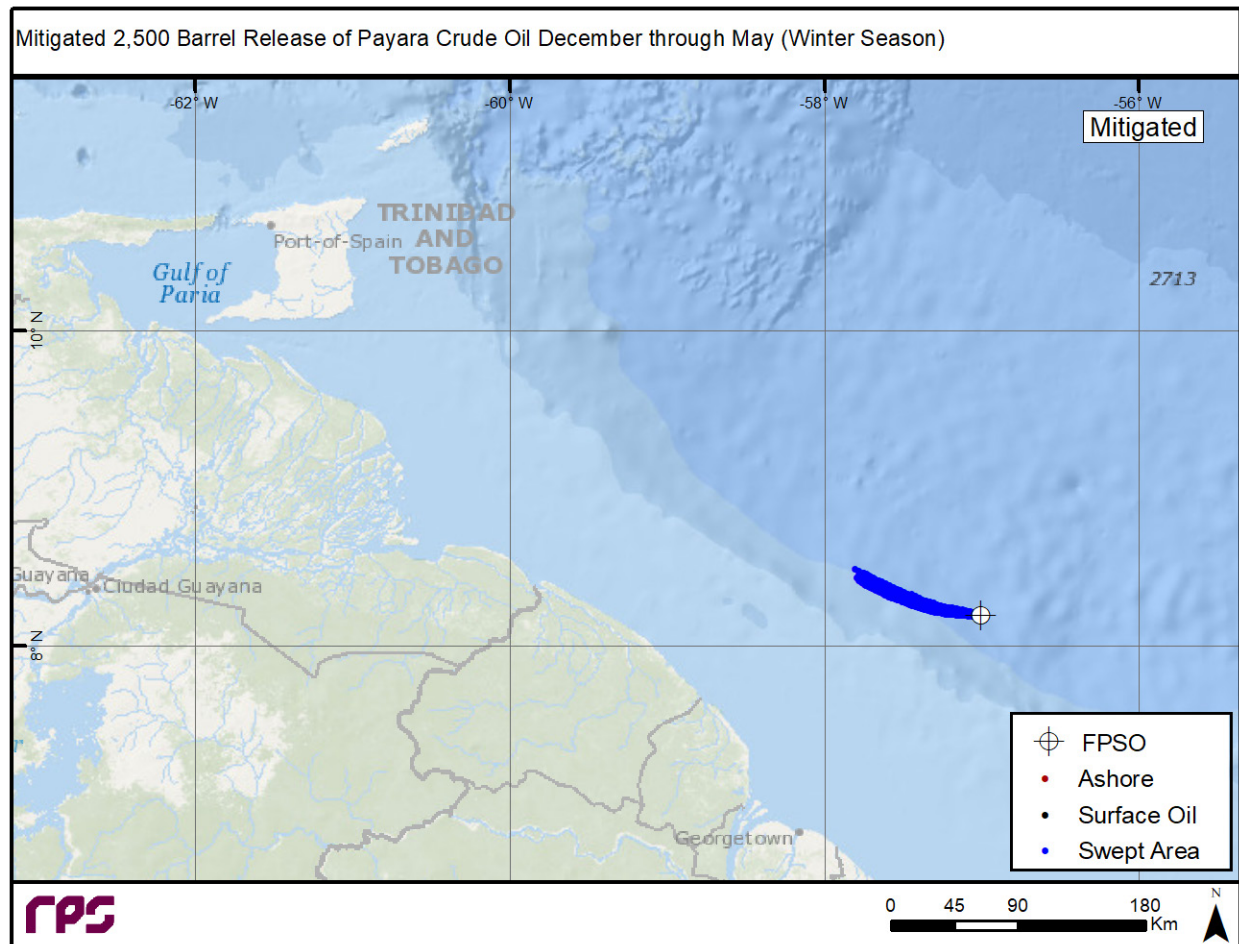 Mitigated 2,500 Barrel Release of Payara Crude Oil December through May (Winter Season)
-62° W
-60° W
-58° W
-56° W
Mitigated
TRINIDAD
AND
TOBAGO
Port-of-Spain
Gulf of
Paria
2713
10° N
Guayana
Ciudad Guayana
8° N
r
Georgetown
FPSO
Ashore
Surface Oil
Swept Area
rps
0 45 90 180
Km
N